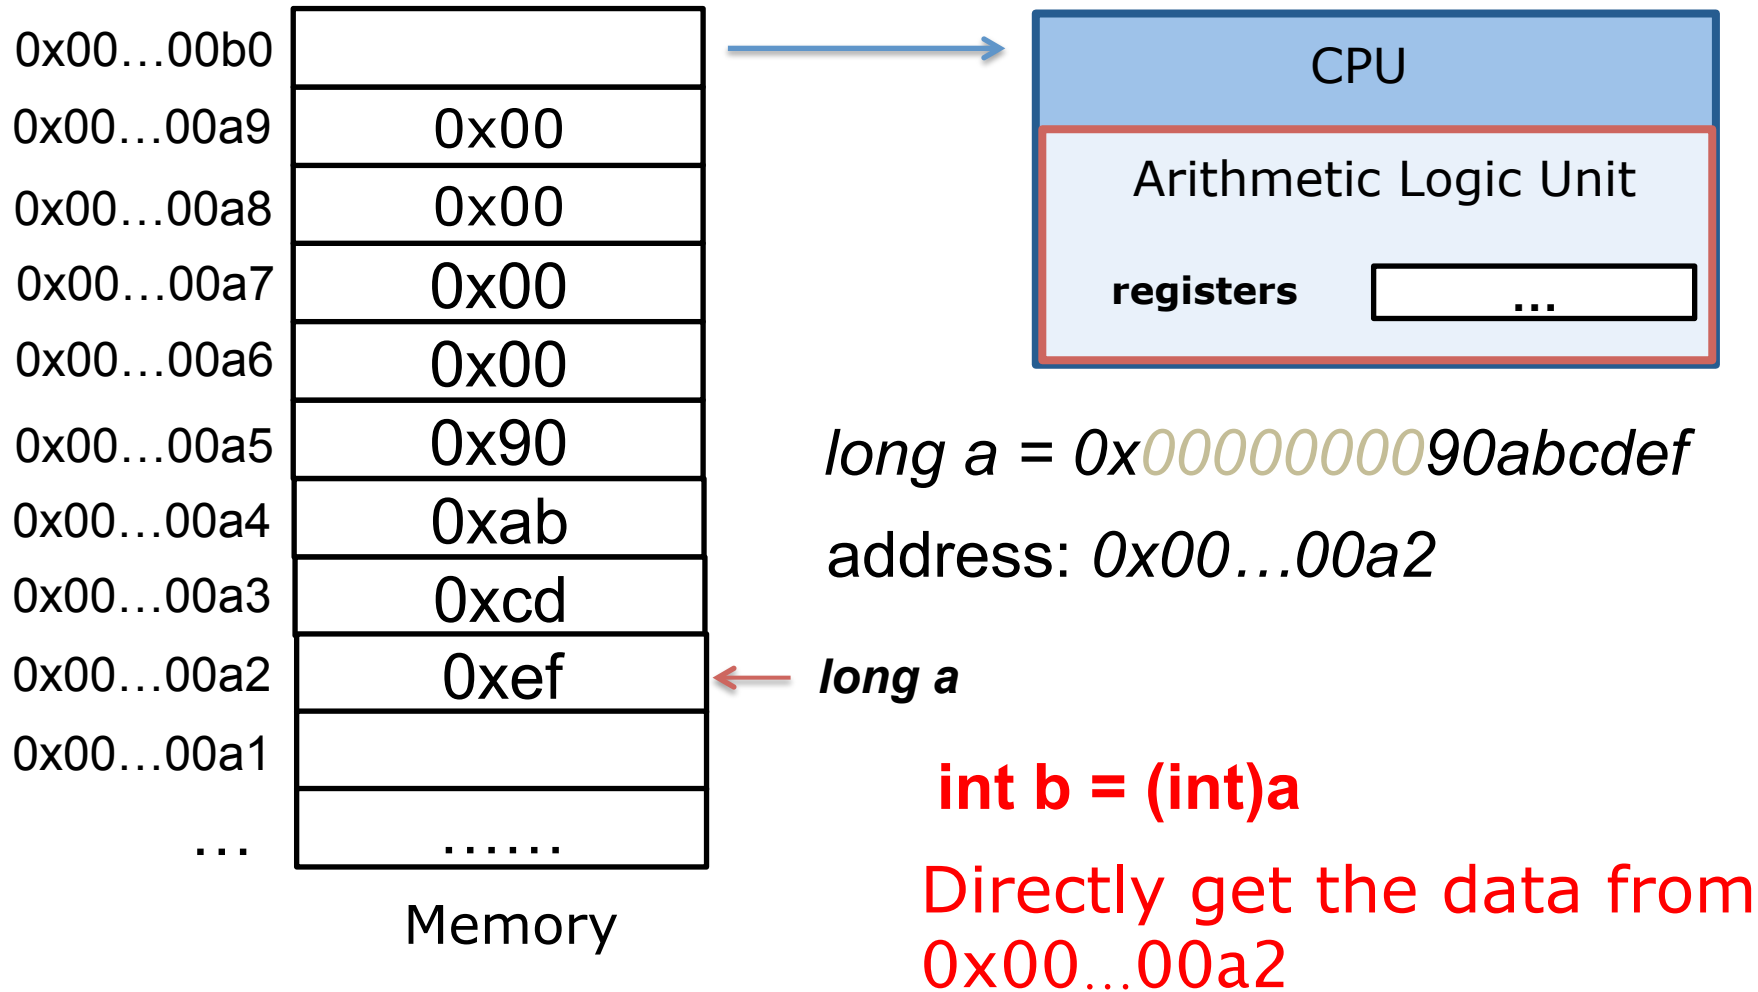 0x00…00b0
0x00…00a9 0x00
0x00…00a8 0x00
0x00…00a7 0x00
0x00…00a6 0x00
0x00…00a5 0x90
0x00…00a4 0xab
0x00…00a3 0xcd
0x00…00a2 0xef
0x00…00a1
… ……
Memory
CPU
Arithmetic Logic Unit
registers …
long a = 0x0000000090abcdef
address: 0x00…00a2
long a
int b = (int)a
Directly get the data from
0x00…00a2